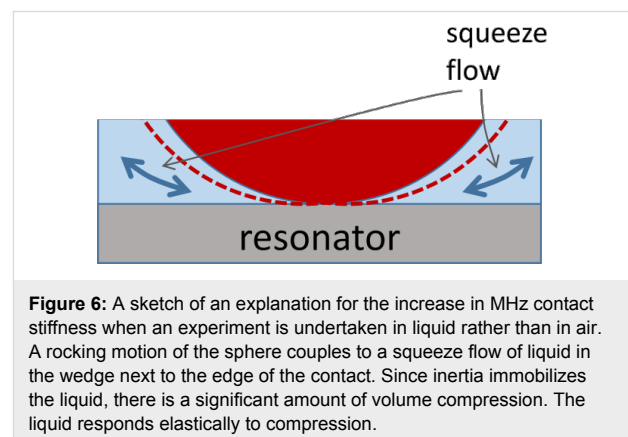 squeeze
flow
resonator
Figure 6: A sketch of an explanation for the increase in MHz contact
stiffness when an experiment is undertaken in liquid rather than in air.
A rocking motion of the sphere couples to a squeeze flow of liquid in
the wedge next to the edge of the contact. Since inertia immobilizes
the liquid, there is a significant amount of volume compression. The
liquid responds elastically to compression.